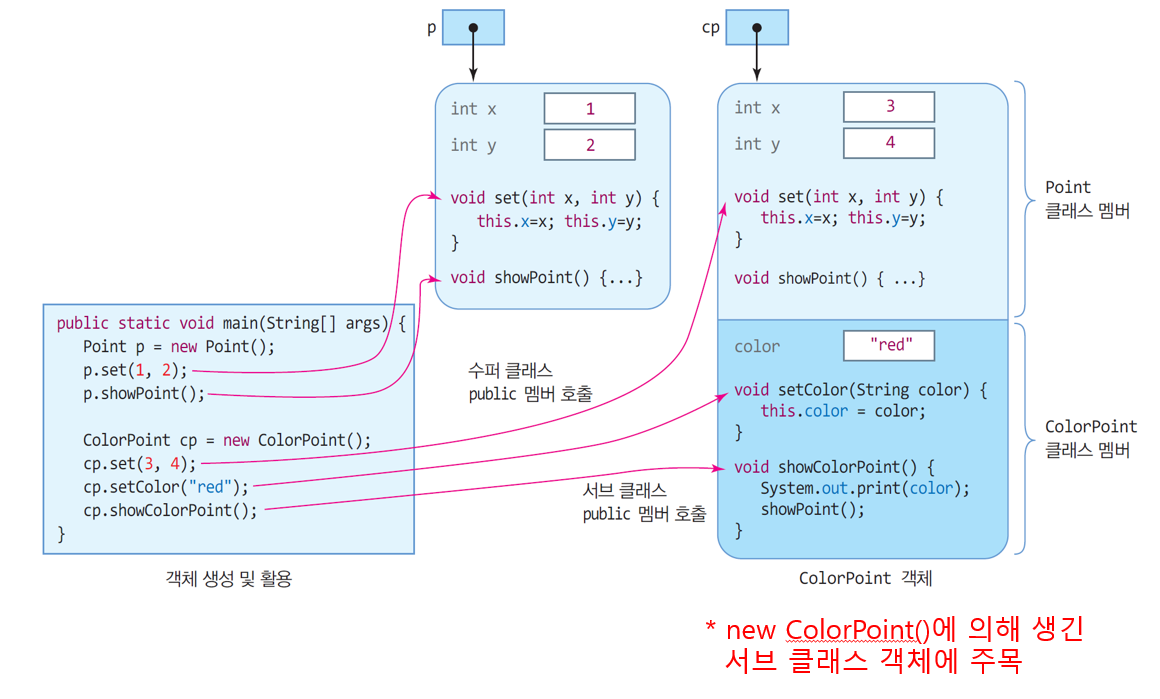 p
cp
int x 1
int y 2
void set(int x, int y) {
this.x=x; this.y=y;
}
void showPoint() {...}
int x 3
int y 4
void set(int x, int y) {
this.x=x; this.y=y;
}
void showPoint() { ...}
Point
클래스 멤버
public static void main(String[] args) {
Point p = new Point();
p.set(1, 2);
p.showPoint();
ColorPoint cp = new ColorPoint();
cp.set(3, 4);
cp.setColor("red");
cp.showColorPoint();
}
객체 생성 및 활용
수퍼 클래스
public 멤버 호출
서브 클래스
public 멤버 호출
color "red"
void setColor(String color) {
this.color = color;
}
void showColorPoint() {
System.out.print(color);
showPoint();
}
ColorPoint
클래스 멤버
ColorPoint 객체
* new ColorPoint()에 의해 생긴
서브 클래스 객체에 주목